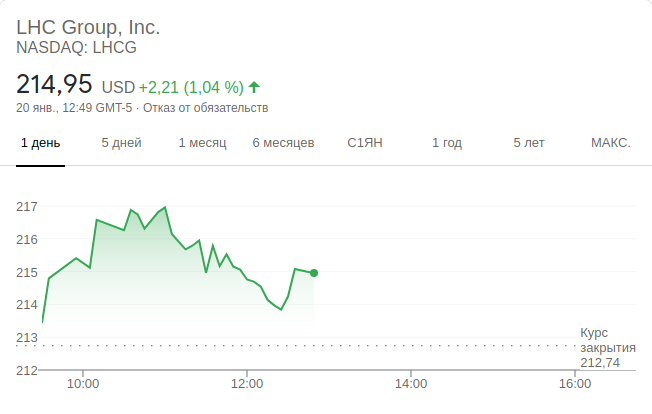 LHC Group, Inc.
NASDAQ: LHCG
214,95 USD +2,21 (1,04 %)
20 янв., 12:49 GMT-5 · Отказ от обязательств
1 день 5 дней 1 месяц 6 месяцев С1ЯН 1 год 5 лет МАКС.
217
216
215
214
213
212
Курс
закрытия
212,74
10:00 12:00 14:00 16:00